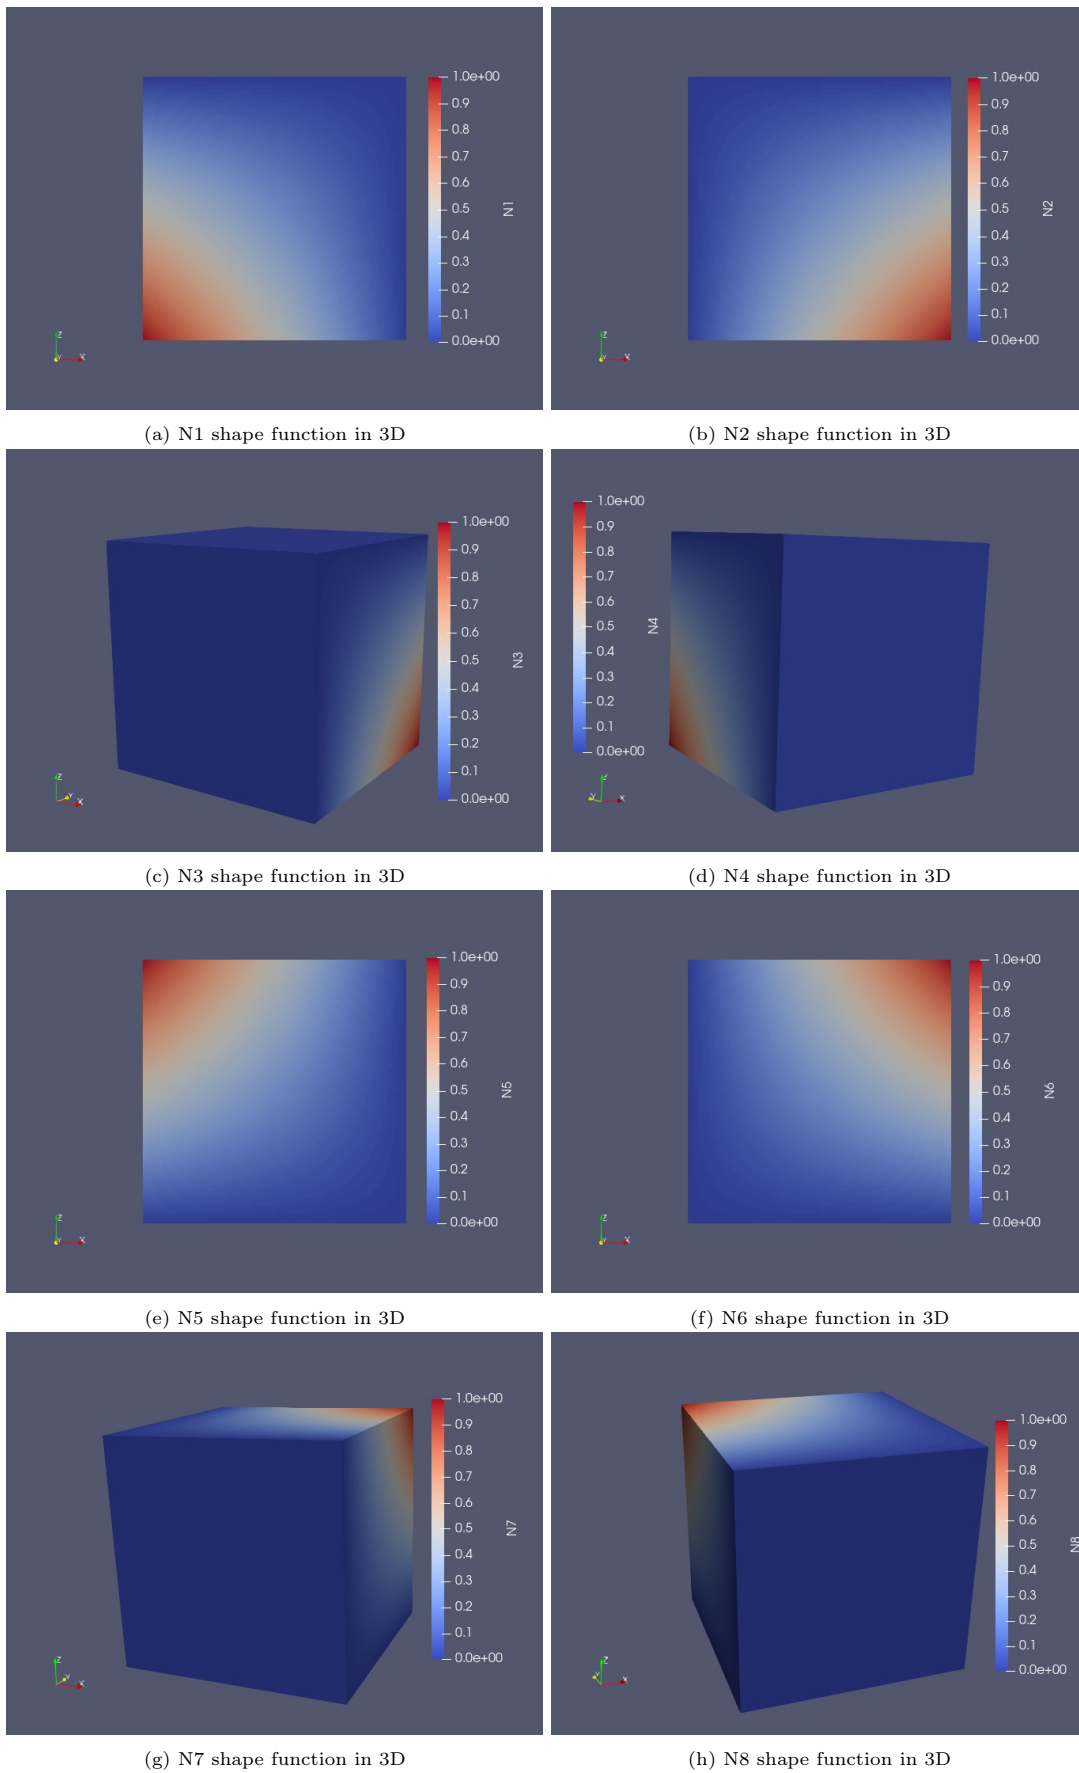 1.0e+00
0.9
0.8
0.7
0.6
0.5
0.4
0.3
0.2
0.1
0.0e+00
N1
Z
Y
X
1.0e+00
0.9
0.8
0.7
0.6
0.5
0.4
0.3
0.2
0.1
0.0e+00
N2
Z
Y
X
(a) N1 shape function in 3D
(b) N2 shape function in 3D
1.0e+00
0.9
0.8
0.7
0.6
0.5
0.4
0.3
0.2
0.1
0.0e+00
N3
Z
Y
X
1.0e+00
0.9
0.8
0.7
0.6
0.5
0.4
0.3
0.2
0.1
0.0e+00
N4
Z
Y
X
(c) N3 shape function in 3D
(d) N4 shape function in 3D
1.0e+00
0.9
0.8
0.7
0.6
0.5
0.4
0.3
0.2
0.1
0.0e+00
N5
Z
Y
X
1.0e+00
0.9
0.8
0.7
0.6
0.5
0.4
0.3
0.2
0.1
0.0e+00
N6
Z
Y
X
(e) N5 shape function in 3D
(f) N6 shape function in 3D
1.0e+00
0.9
0.8
0.7
0.6
0.5
0.4
0.3
0.2
0.1
0.0e+00
N7
Z
Y
X
1.0e+00
0.9
0.8
0.7
0.6
0.5
0.4
0.3
0.2
0.1
0.0e+00
N8
Z
Y
X
(g) N7 shape function in 3D
(h) N8 shape function in 3D